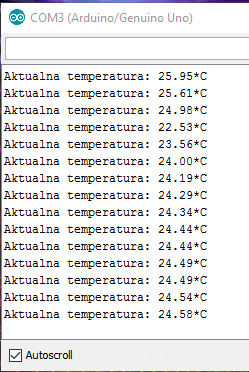 COM3 (Arduino/Genuino Uno)
Aktualna temperatura: 25.95*C
Aktualna temperatura: 25.61*C
Aktualna temperatura: 24.98*C
Aktualna temperatura: 22.53*C
Aktualna temperatura: 23.56*C
Aktualna temperatura: 24.00*C
Aktualna temperatura: 24.19*C
Aktualna temperatura: 24.29*C
Aktualna temperatura: 24.34*C
Aktualna temperatura: 24.44*C
Aktualna temperatura: 24.44*C
Aktualna temperatura: 24.49*C
Aktualna temperatura: 24.49*C
Aktualna temperatura: 24.54*C
Aktualna temperatura: 24.58*C
Autoscroll